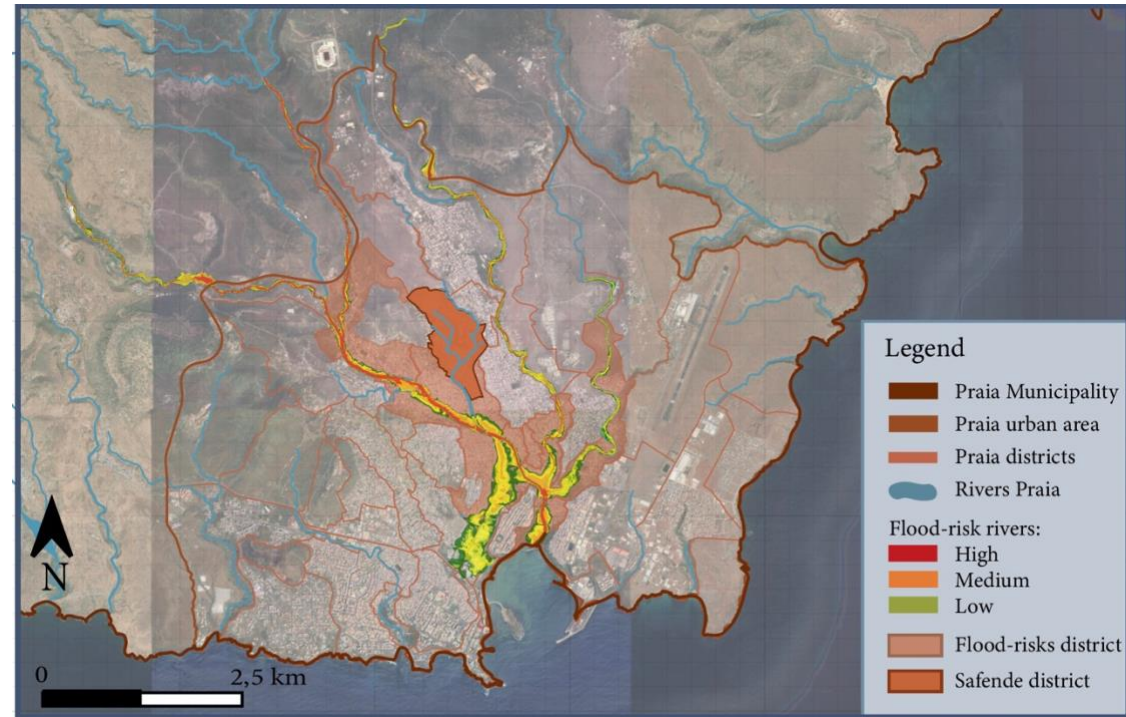 Legend
Praia Municipality
Praia urban area
Praia districts
Rivers Praia
Flood-risk rivers:
High
Medium
Low
Flood-risks district
Safende district
N
0 2,5 km